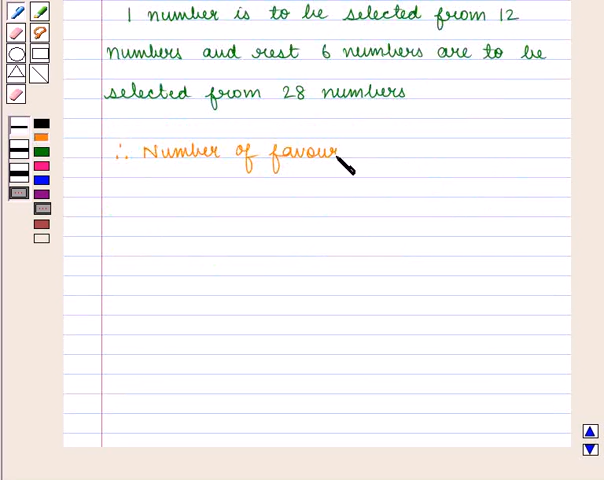 1 number is to be selected from 12
numbers and rest 6 numbers are to be
selected from 28 numbers
∴ Number of favour